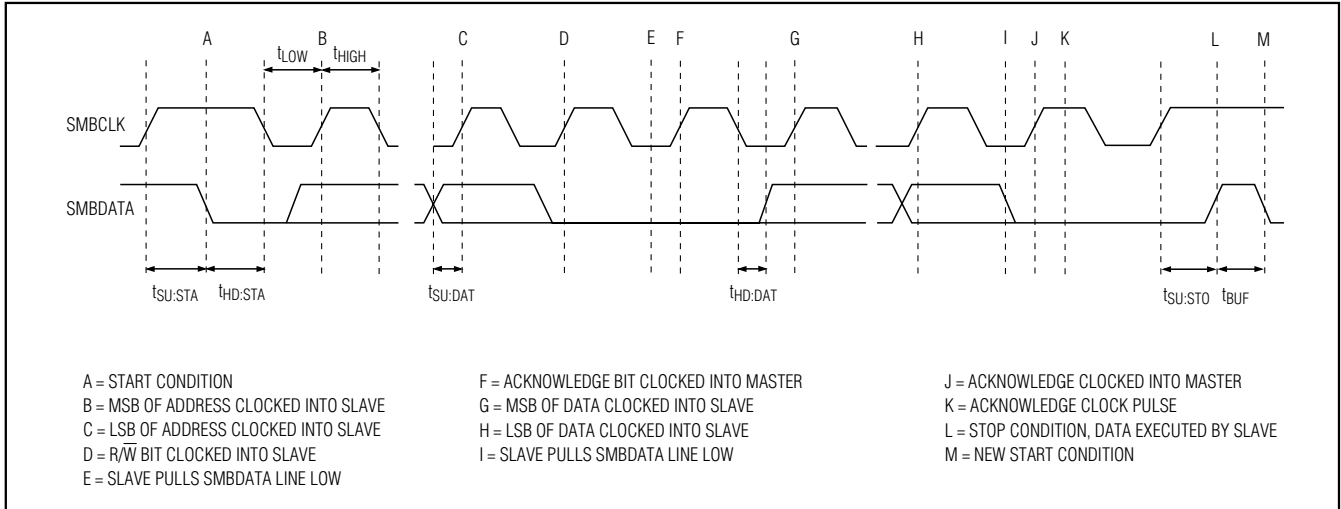 A B C D E F G H I J K L M
tLOW tHIGH
SMBCLK
SMBDATA
tSU:STA tHD:STA tSU:DAT tHD:DAT tSU:STO tBUF
A = START CONDITION
B = MSB OF ADDRESS CLOCKED INTO SLAVE
C = LSB OF ADDRESS CLOCKED INTO SLAVE
D = R/W̅ BIT CLOCKED INTO SLAVE
E = SLAVE PULLS SMBDATA LINE LOW
F = ACKNOWLEDGE BIT CLOCKED INTO MASTER
G = MSB OF DATA CLOCKED INTO SLAVE
H = LSB OF DATA CLOCKED INTO SLAVE
I = SLAVE PULLS SMBDATA LINE LOW
J = ACKNOWLEDGE CLOCKED INTO MASTER
K = ACKNOWLEDGE CLOCK PULSE
L = STOP CONDITION, DATA EXECUTED BY SLAVE
M = NEW START CONDITION